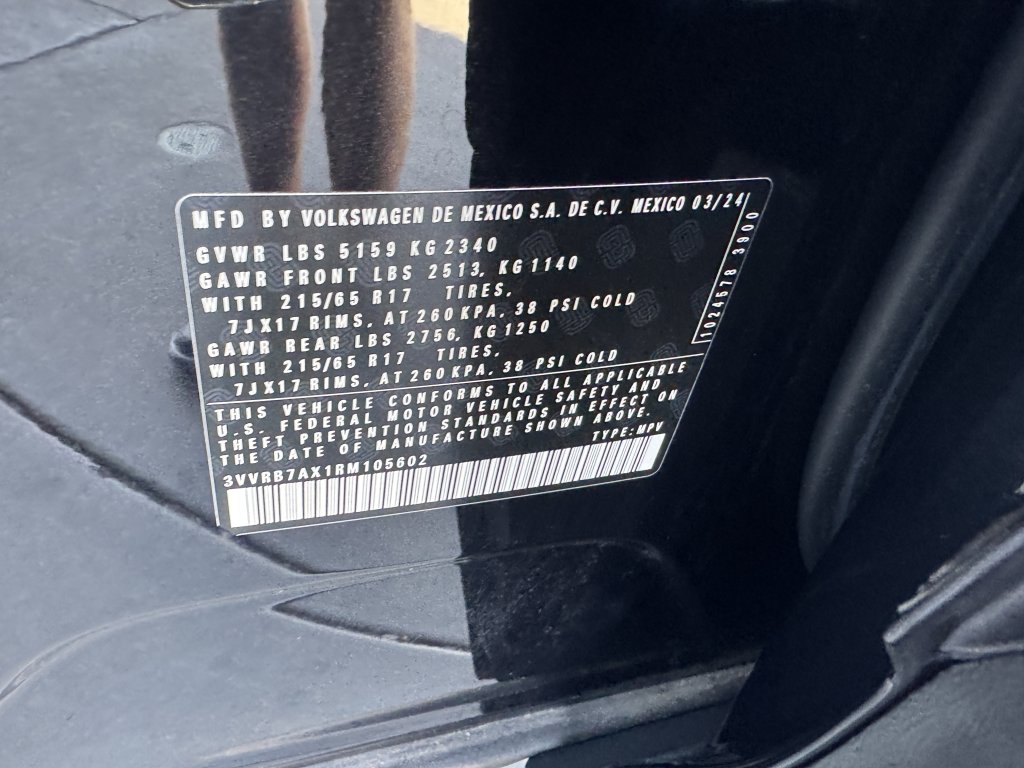 MFD BY VOLKSWAGEN DE MEXICO S.A. DE C.V. MEXICO 03/24
GVWR LBS 5159 KG 2340
GAWR FRONT LBS 2513, KG 1140
WITH 215/65 R17 TIRES,
7JX17 RIMS, AT 260 KPA, 38 PSI COLD
GAWR REAR LBS 2756, KG 1250
WITH 215/65 R17 TIRES,
7JX17 RIMS, AT 260 KPA, 38 PSI COLD
1024678 3900
THIS VEHICLE CONFORMS TO ALL APPLICABLE
U.S. FEDERAL MOTOR VEHICLE SAFETY AND
THEFT PREVENTION STANDARDS IN EFFECT ON
THE DATE OF MANUFACTURE SHOWN ABOVE.
3VVRB7AX1RM105602 TYPE: MPV